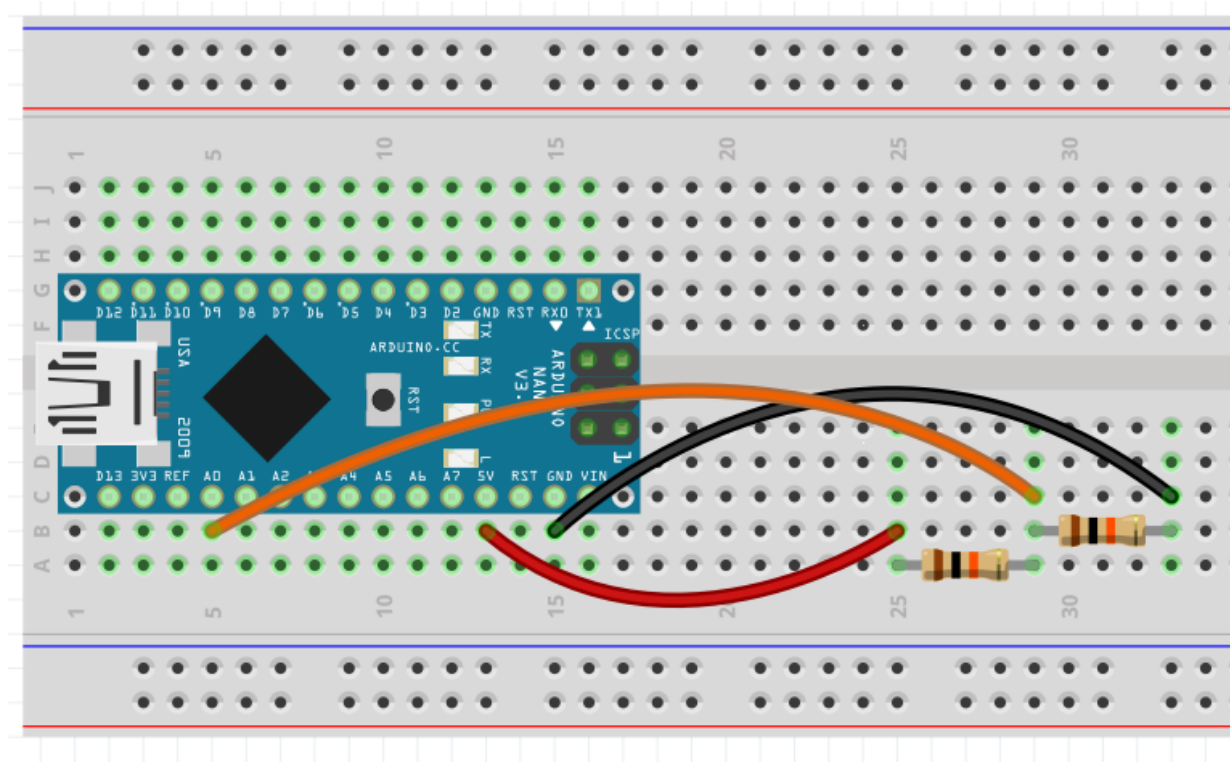 1 5 10 15 20 25 30
J
I
H
G
F
D12 D11 D10 D9 D8 D7 D6 D5 D4 D3 D2 GND RST RX0 TX1
TX
ICSP
ARDUINO.CC
USA
RX
RST
ARDUINO
NAN
V3.
2009
L
1
D
D13 3V3 REF A0 A1 A2 A4 A5 A6 A7 5V RST GND VIN
C
B
A
1 5 10 15 20 25 30